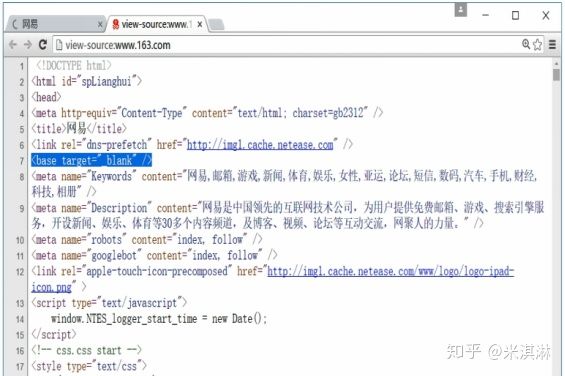 网易
view-source:www.163.com
view-source:www.163.com
1 <!DOCTYPE html>
2 <html id="spLianghui">
3 <head>
4 <meta http-equiv="Content-Type" content="text/html; charset=gb2312" />
5 <title>网易</title>
6 <link rel="dns-prefetch" href="http://img1.cache.netease.com" />
7 <base target="_blank" />
8 <meta name="Keywords" content="网易,邮箱,游戏,新闻,体育,娱乐,女性,亚运,论坛,短信,数码,汽车,手机,财经,
科技,相册" />
9 <meta name="Description" content="网易是中国领先的互联网技术公司，为用户提供免费邮箱、游戏、搜索引擎服
务，开设新闻、娱乐、体育等30多个内容频道，及博客、视频、论坛等互动交流，网聚人的力量。" />
10 <meta name="robots" content="index, follow" />
11 <meta name="googlebot" content="index, follow" />
12 <link rel="apple-touch-icon-precomposed" href="http://img1.cache.netease.com/www/logo/logo-ipad-
icon.png" >
13 <script type="text/javascript">
14 window.NTES_logger_start_time = new Date();
15 </script>
16 <!-- css.css start -->
17 <style type="text/css">
知乎 @米淇淋